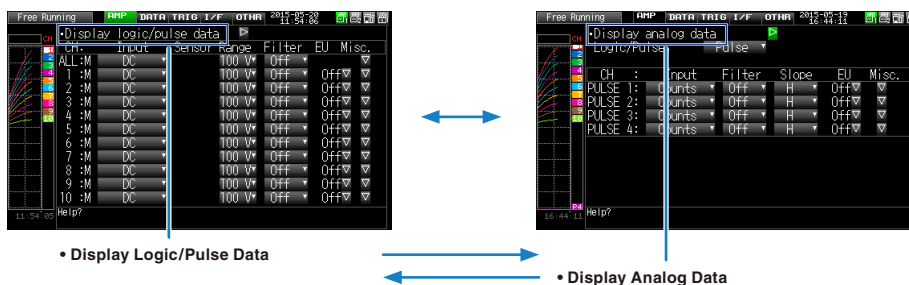 Free Running AMP DATA TRIG I/F OTHR 2015-05-20 11:54:06
•Display logic/pulse data
CH
CH: Input Sensor Range Filter EU Misc.
ALL:M DC 100 V Off
1 :M DC 100 V Off Off
2 :M DC 100 V Off Off
3 :M DC 100 V Off Off
4 :M DC 100 V Off Off
5 :M DC 100 V Off Off
6 :M DC 100 V Off Off
7 :M DC 100 V Off Off
8 :M DC 100 V Off Off
9 :M DC 100 V Off Off
10 :M DC 100 V Off Off
11:54:05 Help?
Free Running AMP DATA TRIG I/F OTHR 2015-05-19 16:44:11
•Display analog data
CH
Logic/Pulse Pulse
CH : Input Filter Slope EU Misc.
PULSE 1: Counts Off H Off
PULSE 2: Counts Off H Off
PULSE 3: Counts Off H Off
PULSE 4: Counts Off H Off
P4
16:44:11 Help?
• Display Logic/Pulse Data
• Display Analog Data